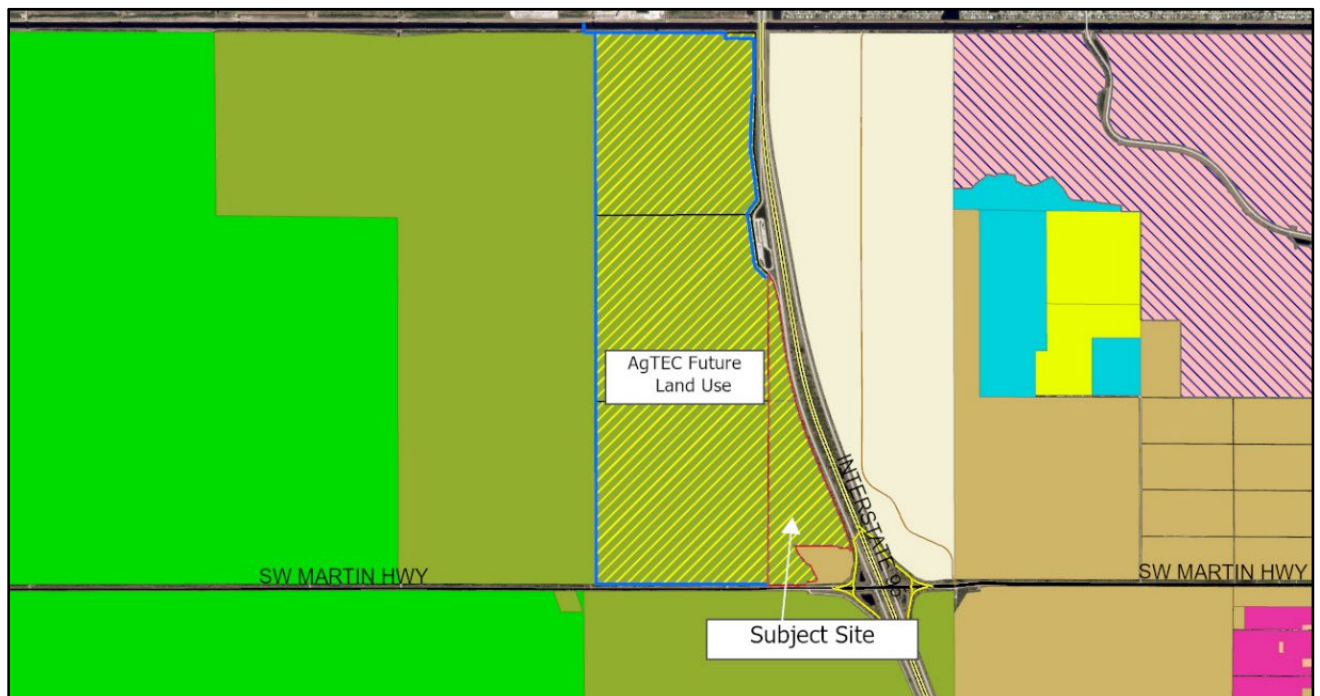 AgTEC Future
Land Use
INTERSTATE 95
SW MARTIN HWY
SW MARTIN HWY
Subject Site